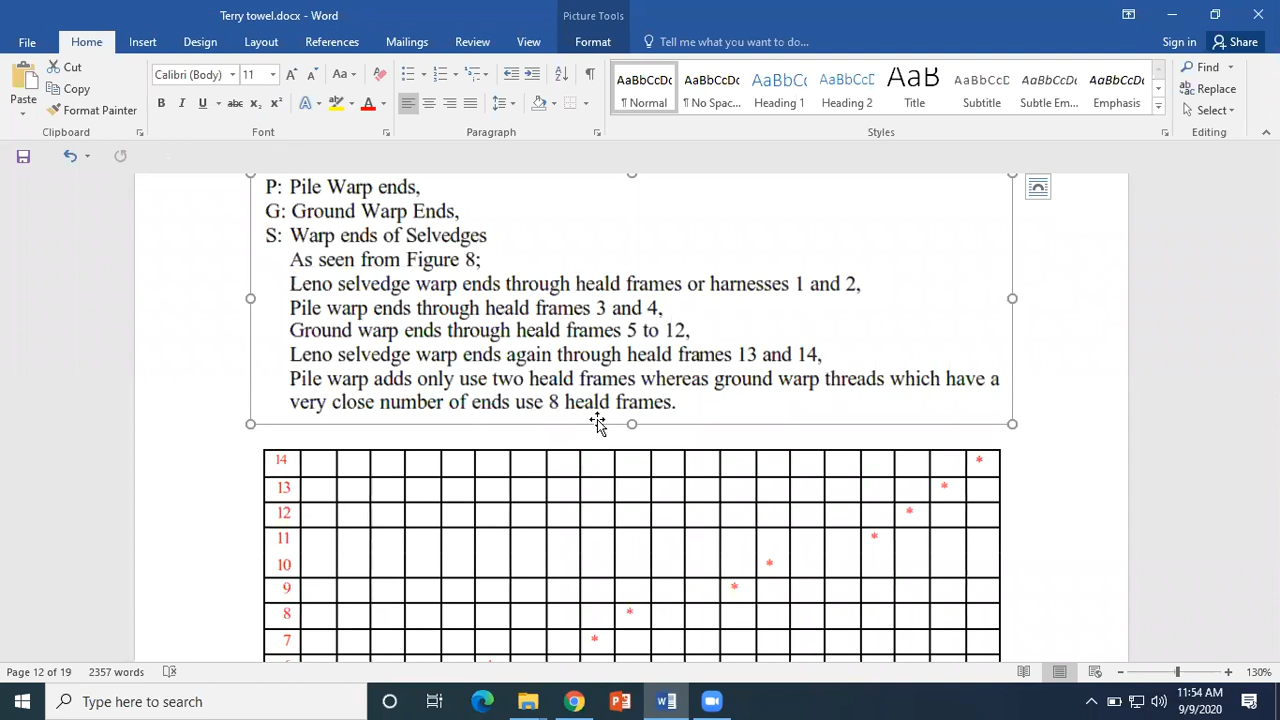 Terry towel.docx - Word
Picture Tools
File Home Insert Design Layout References Mailings Review View Format Tell me what you want to do... Sign in Share
Paste
Cut
Copy
Format Painter
Clipboard
Calibri (Body) 11
Font
Paragraph
AaBbCcDc AaBbCcDc AaBbCc AaBbCcD AaB AaBbCcD AaBbCcDc AaBbCcDc
¶ Normal ¶ No Spac... Heading 1 Heading 2 Title Subtitle Subtle Em... Emphasis
Styles
Find
Replace
Select
Editing
P: Pile Warp ends,
G: Ground Warp Ends,
S: Warp ends of Selvedges
As seen from Figure 8;
Leno selvedge warp ends through heald frames or harnesses 1 and 2,
Pile warp ends through heald frames 3 and 4,
Ground warp ends through heald frames 5 to 12,
Leno selvedge warp ends again through heald frames 13 and 14,
Pile warp adds only use two heald frames whereas ground warp threads which have a
very close number of ends use 8 heald frames.
14 *
13 *
12 *
11 *
10 *
9 *
8 *
7 *
Page 12 of 19 2357 words 130%
Type here to search
11:54 AM
9/9/2020